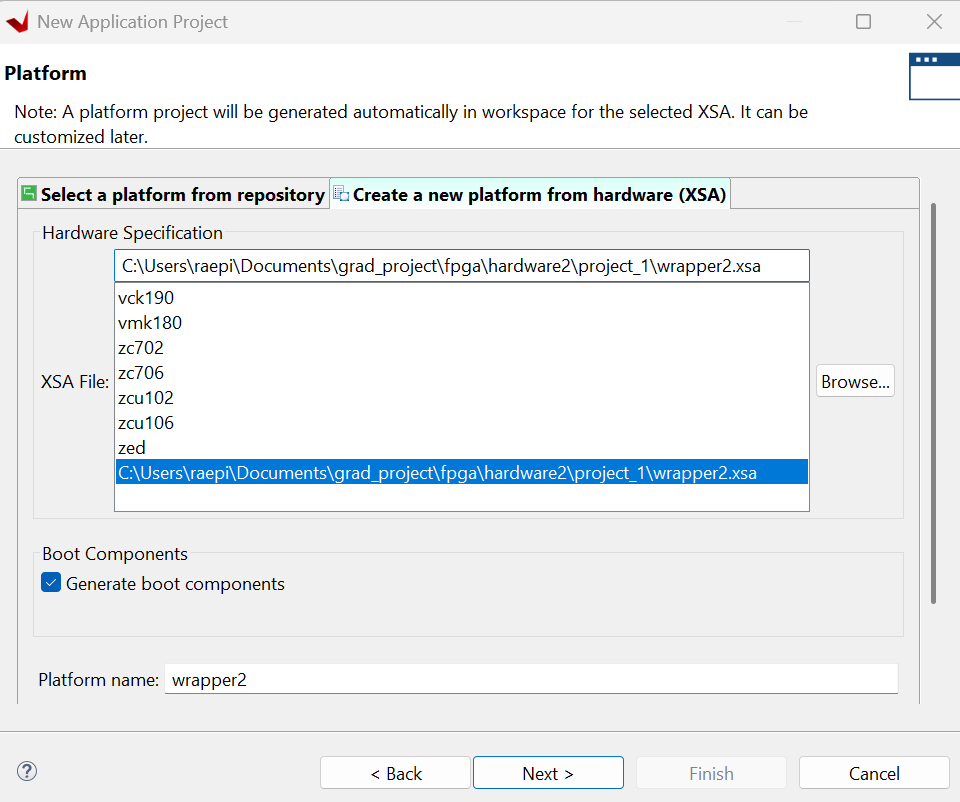 New Application Project
Platform
Note: A platform project will be generated automatically in workspace for the selected XSA. It can be
customized later.
Select a platform from repository
Create a new platform from hardware (XSA)
Hardware Specification
C:\Users\raepi\Documents\grad_project\fpga\hardware2\project_1\wrapper2.xsa
vck190
vmk180
zc702
zc706
XSA File:
Browse...
zcu102
zcu106
zed
C:\Users\raepi\Documents\grad_project\fpga\hardware2\project_1\wrapper2.xsa
Boot Components
Generate boot components
Platform name: wrapper2
?
< Back
Next >
Finish
Cancel